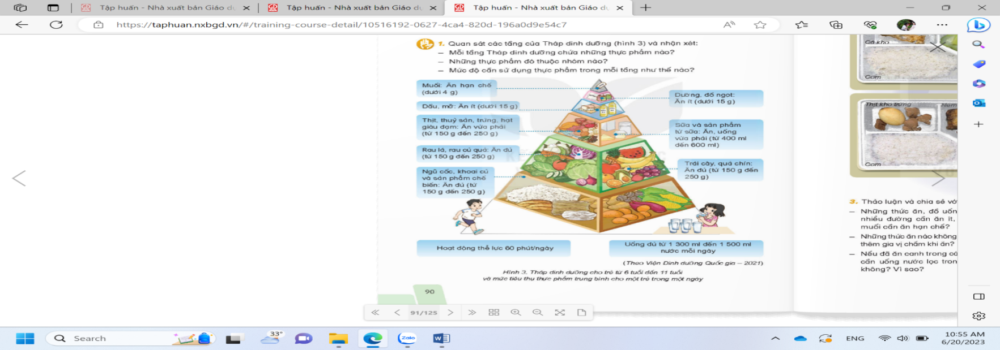 Tập huấn - Nhà xuất bản Giáo dụ
Tập huấn - Nhà xuất bản Giáo dụ
Tập huấn - Nhà xuất bản Giáo dụ
https://taphuan.nxbgd.vn/#/training-course-detail/10516192-0627-4ca4-820d-196a0d9e54c7
1. Quan sát các tầng của Tháp dinh dưỡng (hình 3) và nhận xét:
– Mỗi tầng Tháp dinh dưỡng chứa những thực phẩm nào?
– Những thực phẩm đó thuộc nhóm nào?
– Mức độ cần sử dụng thực phẩm trong mỗi tầng như thế nào?
Muối: Ăn hạn chế
(dưới 4 g)
Đường, đồ ngọt:
Ăn ít (dưới 15 g)
Dầu, mỡ: Ăn ít (dưới 15 g)
Thịt, thuỷ sản, trứng, hạt
giàu đạm: Ăn vừa phải
(từ 150 g đến 250 g)
Sữa và sản phẩm
từ sữa: Ăn, uống
vừa phải (từ 400 ml
đến 600 ml)
Rau lá, rau củ quả: Ăn đủ
(từ 150 g đến 250 g)
Trái cây, quả chín:
Ăn đủ (từ 150 g đến
250 g)
Ngũ cốc, khoai củ
và sản phẩm chế
biến: Ăn đủ (từ
150 g đến 250 g)
Hoạt động thể lực 60 phút/ngày
Uống đủ từ 1 300 ml đến 1 500 ml
nước mỗi ngày
(Theo Viện Dinh dưỡng Quốc gia – 2021)
Hình 3. Tháp dinh dưỡng cho trẻ từ 6 tuổi đến 11 tuổi
và mức tiêu thụ thực phẩm trung bình cho một trẻ trong một ngày
90
Cá kho
Cơm
Thịt kho trứng
Nem
Cơm
3. Thảo luận và chia sẻ vớ
– Những thức ăn, đồ uốn
nhiều đường cần ăn ít,
muối cần ăn hạn chế?
– Những thức ăn nào không
thêm gia vị chấm khi ăn?
– Nếu đã ăn canh trong cá
cần uống nước lọc tron
không? Vì sao?
91/125
Search
33°
Zalo
ENG
10:55 AM
6/20/2023